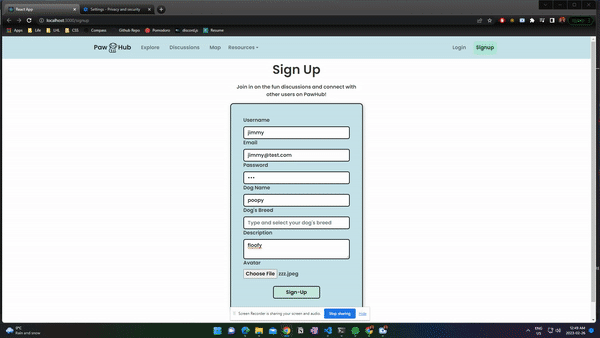 React App
Settings - Privacy and security
localhost:3000/signup
Apps
Life
CSS
Compass
Github Repo
Pomodoro
discord.js
Resume
Paw Hub
Explore
Discussions
Map
Resources
Login
Signup
Sign Up
Join in on the fun discussions and connect with
other users on PawHub!
Username
jimmy
Email
jimmy@test.com
Password
•••
Dog Name
poopy
Dog's Breed
Type and select your dog's breed
Description
floofy
Avatar
Choose File zzz.jpeg
Sign-Up
Screen Recorder is sharing your screen and audio.
Stop sharing
Hide
0°C
Rain and snow
ENG
US
12:49 AM
2023-02-26